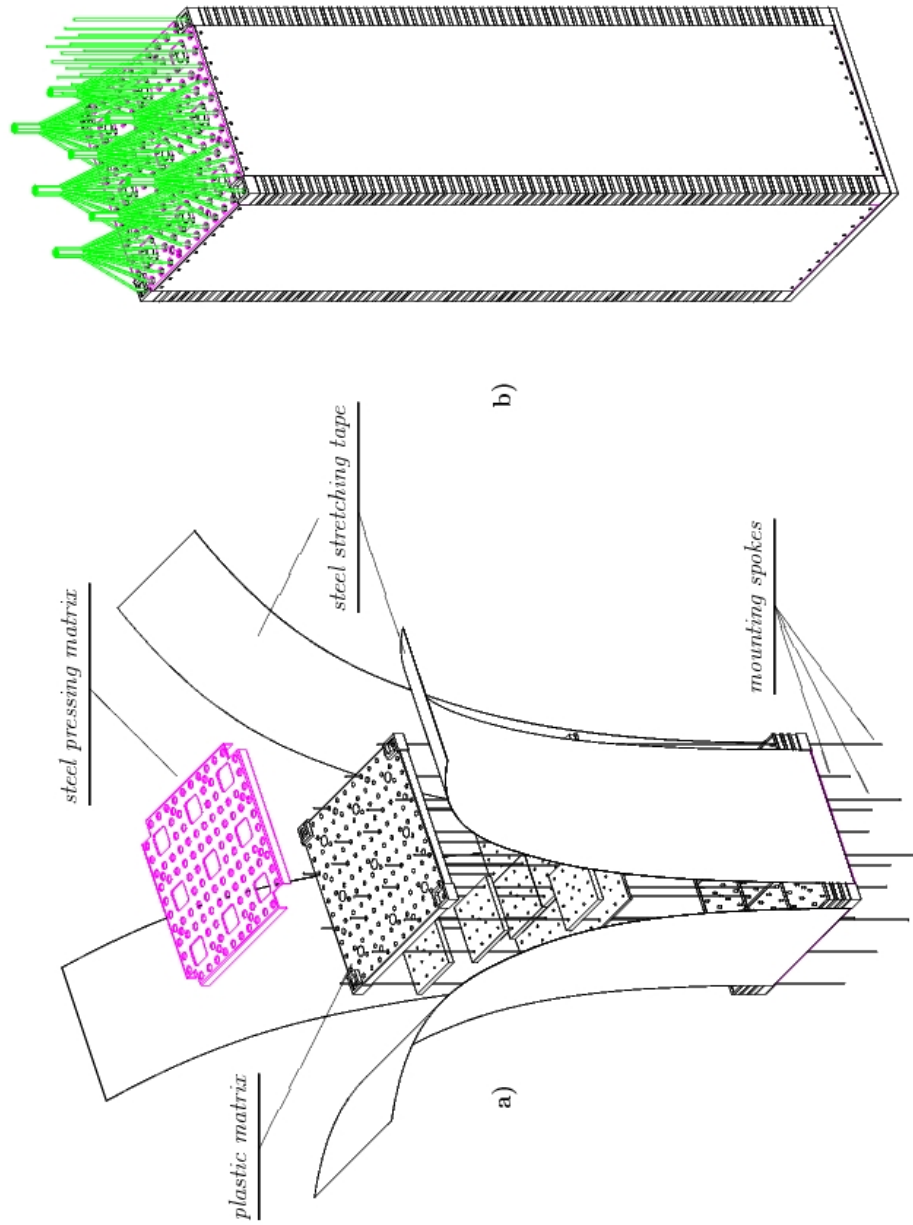 steel pressing matrix
steel stretching tape
plastic matrix
mounting spokes
a)
b)